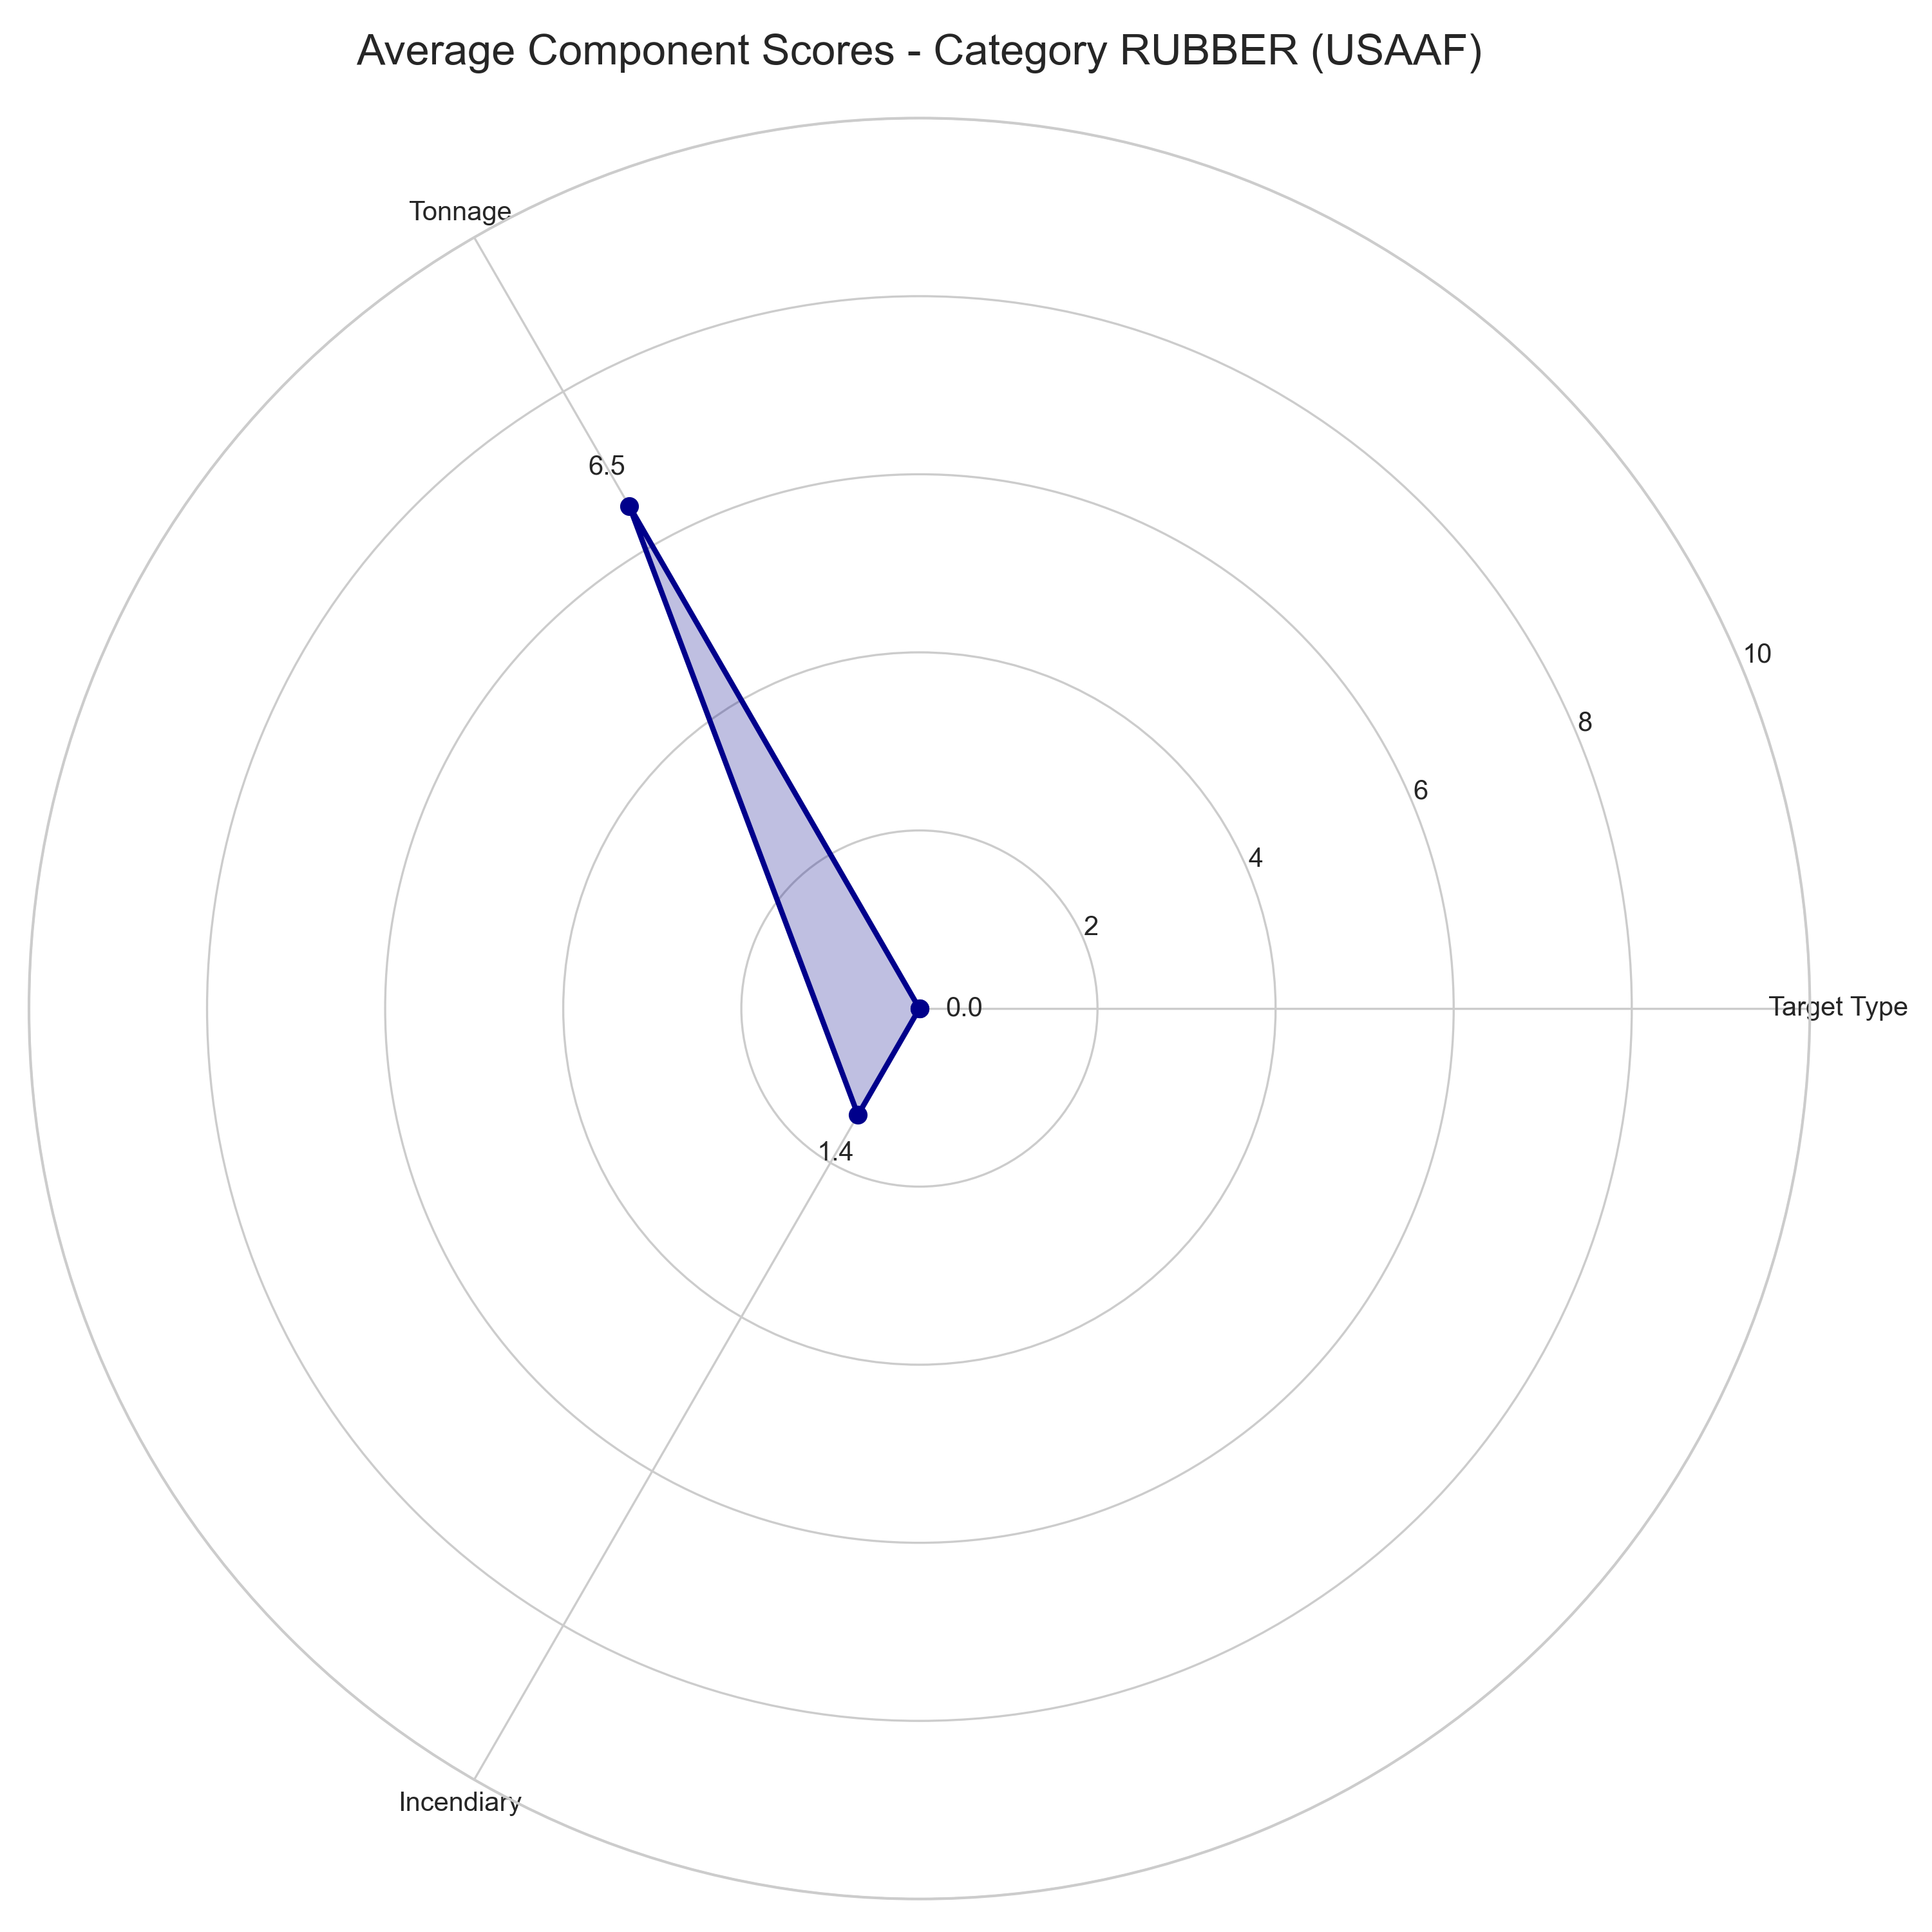 Average Component Scores - Category RUBBER (USAAF)
Tonnage
6.5
10
8
6
4
2
0.0
Target Type
1.4
Incendiary